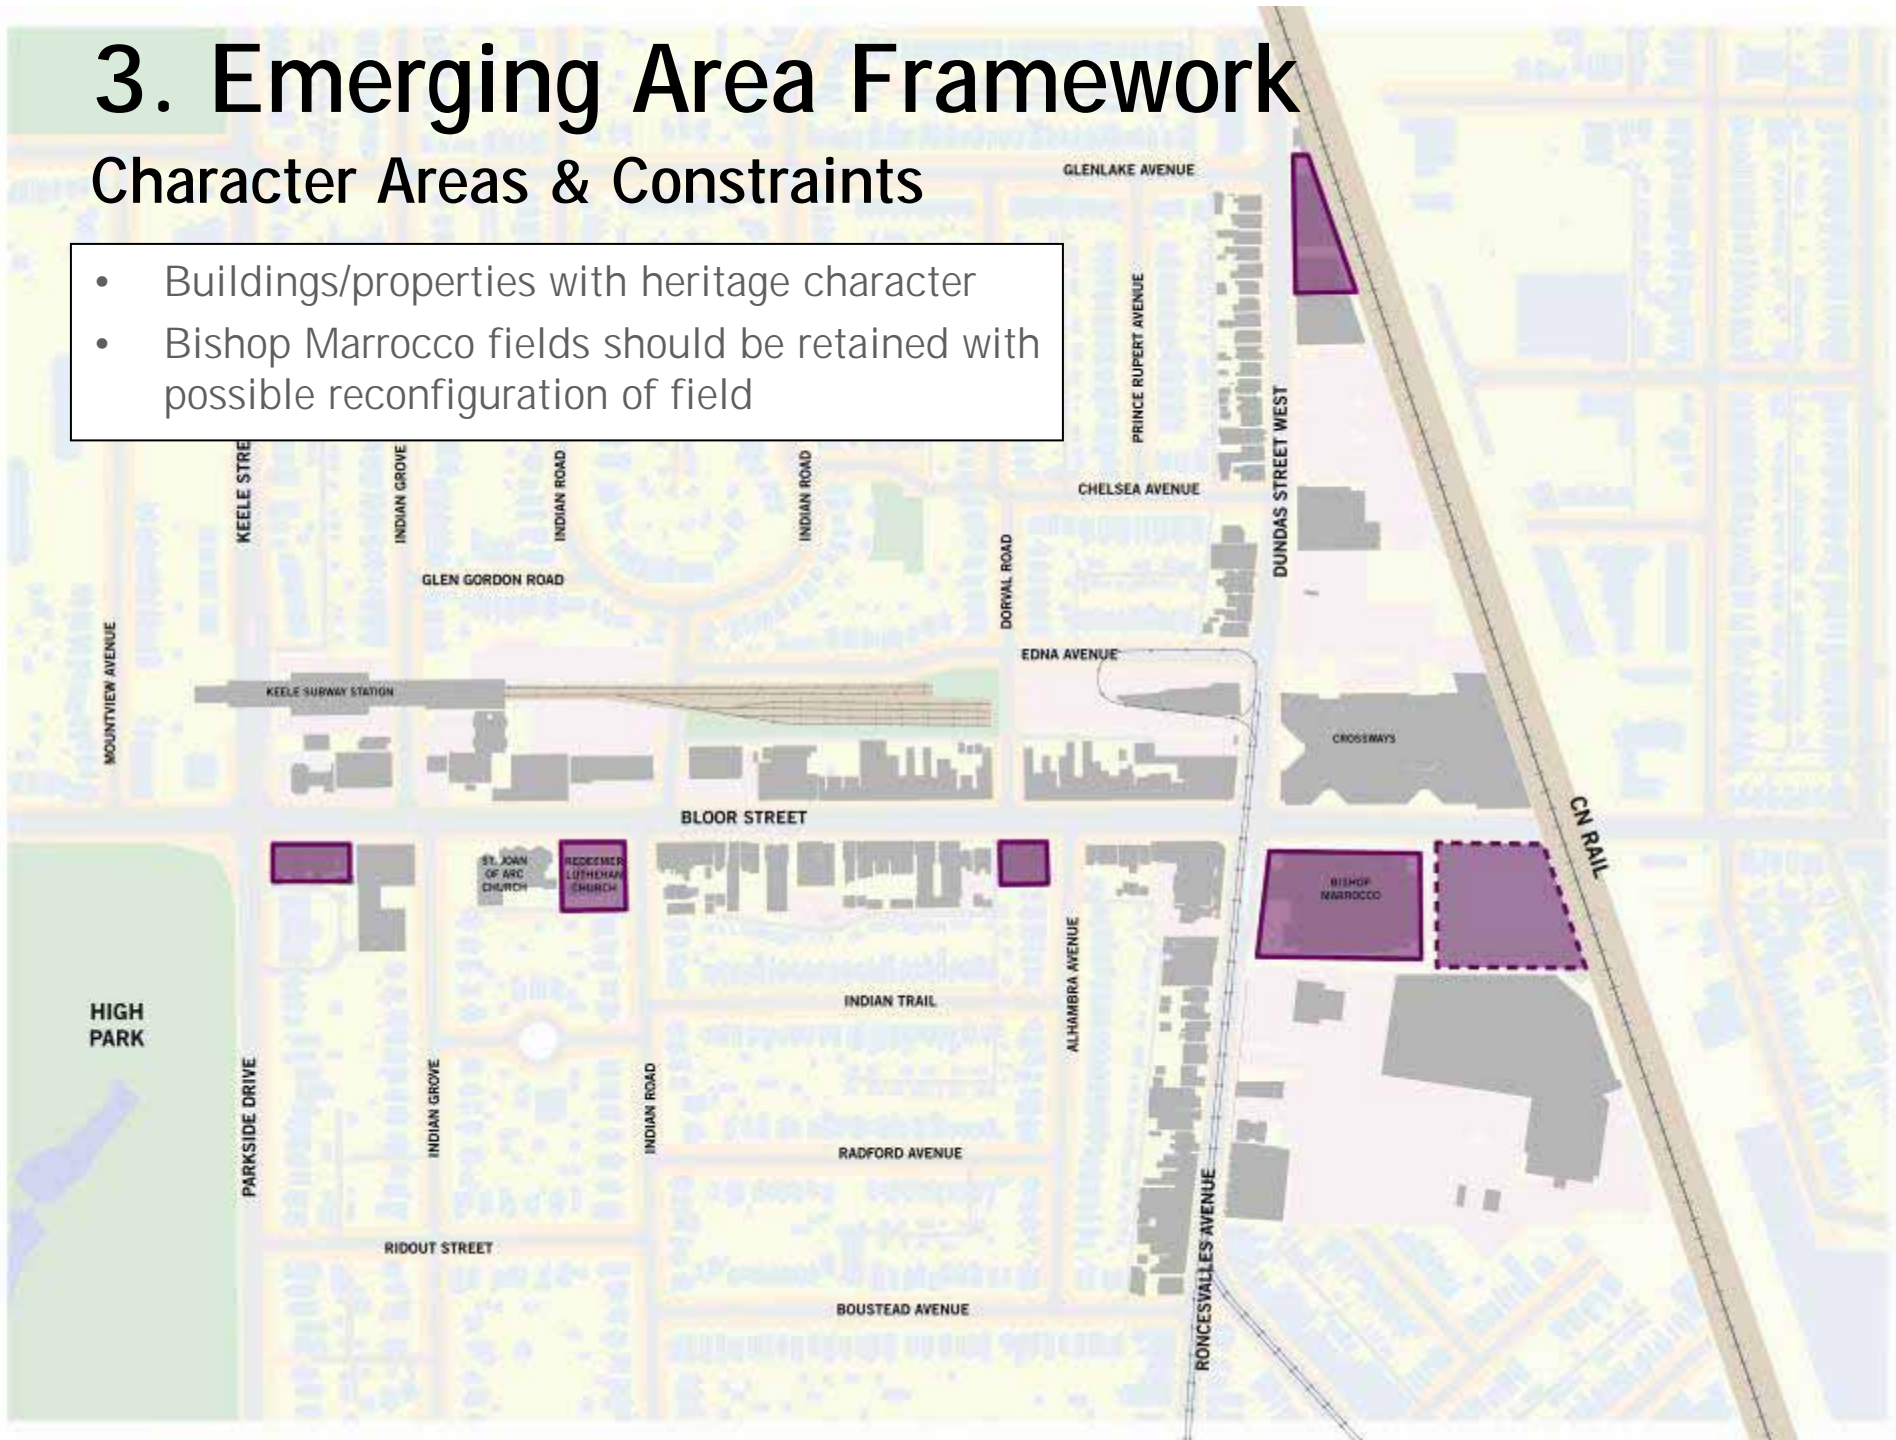 3. Emerging Area Framework
Character Areas & Constraints
• Buildings/properties with heritage character
• Bishop Marrocco fields should be retained with
possible reconfiguration of field
GLENLAKE AVENUE
PRINCE RUPERT AVENUE
DUNDAS STREET WEST
KEELE STRE
INDIAN GROVE
INDIAN ROAD
INDIAN ROAD
CHELSEA AVENUE
GLEN GORDON ROAD
DORVAL ROAD
MOUNTVIEW AVENUE
EDNA AVENUE
KEELE SUBWAY STATION
CROSSWAYS
BLOOR STREET
CN RAIL
ST. JOAN
OF ARC
CHURCH
REDEEMER
LUTHERAN
CHURCH
BISHOP
MARROCCO
HIGH
PARK
PARKSIDE DRIVE
INDIAN GROVE
INDIAN ROAD
INDIAN TRAIL
ALHAMBRA AVENUE
RADFORD AVENUE
RIDOUT STREET
BOUSTEAD AVENUE
RONCESVALLES AVENUE